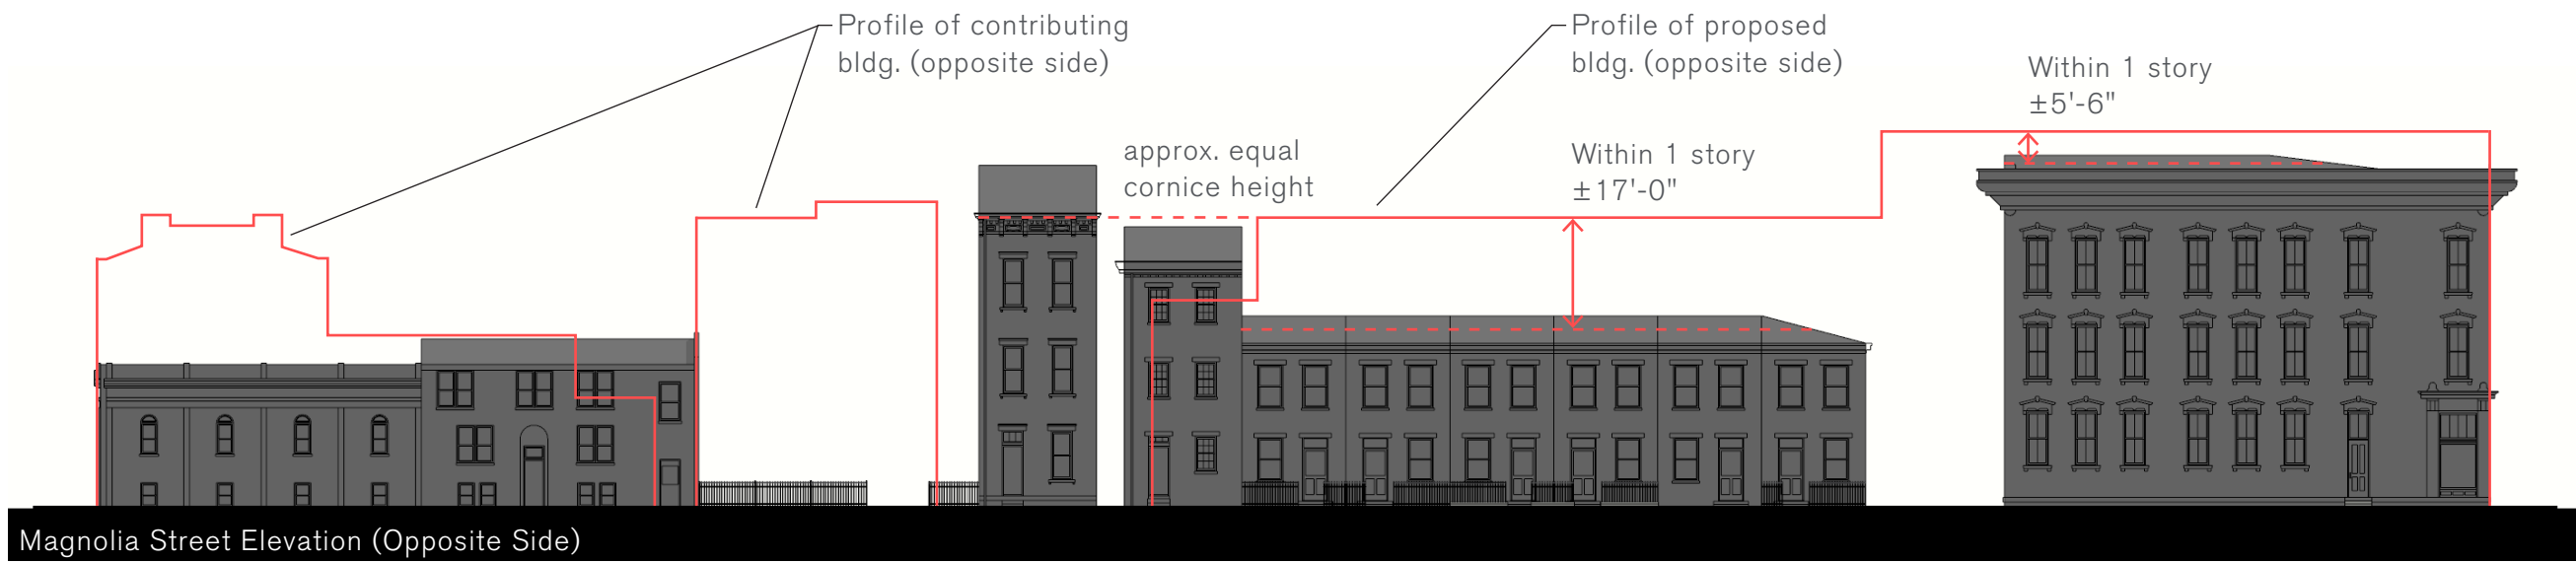 Profile of contributing
bldg. (opposite side)
Profile of proposed
bldg. (opposite side)
Within 1 story
±5'-6"
approx. equal
cornice height
Within 1 story
±17'-0"
Magnolia Street Elevation (Opposite Side)